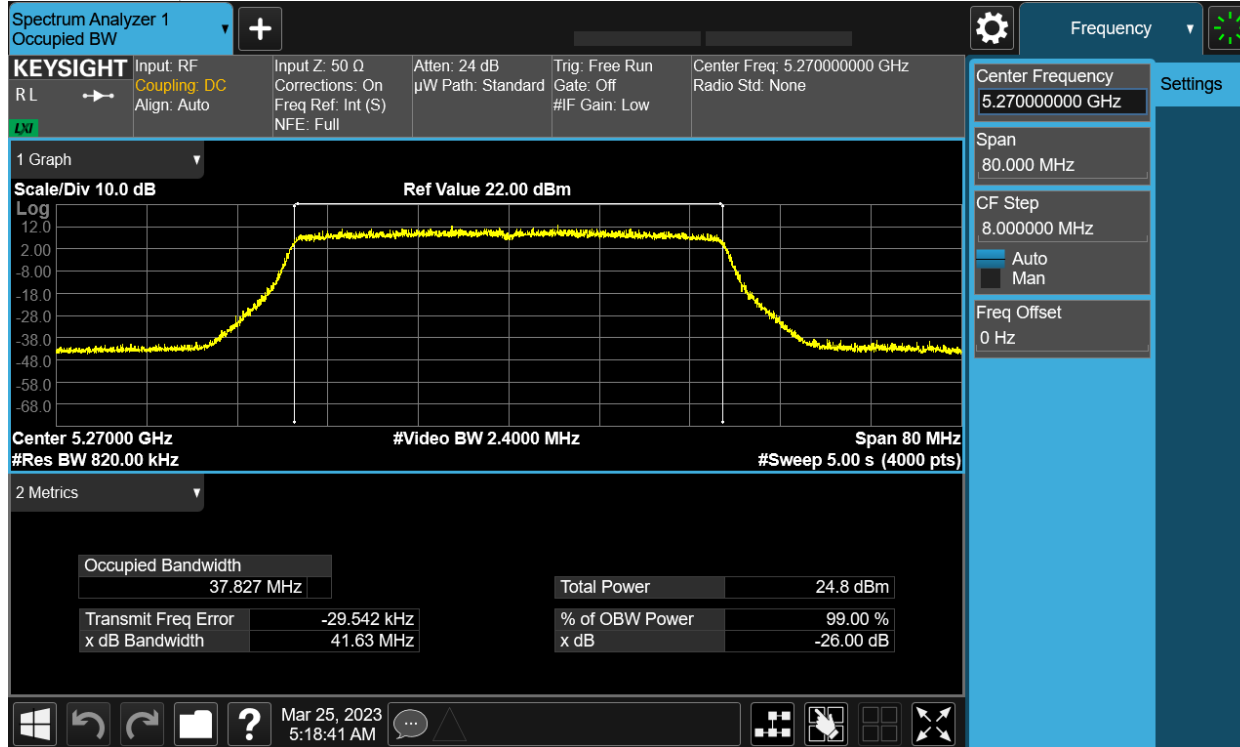 Spectrum Analyzer 1
Occupied BW
+
Frequency
KEYSIGHT
RL
LXI
Input: RF
Coupling: DC
Align: Auto
Input Z: 50 Ω
Corrections: On
Freq Ref: Int (S)
NFE: Full
Atten: 24 dB
µW Path: Standard
Trig: Free Run
Gate: Off
#IF Gain: Low
Center Freq: 5.270000000 GHz
Radio Std: None
Center Frequency
5.270000000 GHz
Settings
Span
80.000 MHz
CF Step
8.000000 MHz
Auto
Man
Freq Offset
0 Hz
1 Graph
Scale/Div 10.0 dB
Ref Value 22.00 dBm
Log
12.0
2.00
-8.00
-18.0
-28.0
-38.0
-48.0
-58.0
-68.0
Center 5.27000 GHz
#Video BW 2.4000 MHz
Span 80 MHz
#Res BW 820.00 kHz
#Sweep 5.00 s (4000 pts)
2 Metrics
Occupied Bandwidth
37.827 MHz
Total Power 24.8 dBm
Transmit Freq Error -29.542 kHz
% of OBW Power 99.00 %
x dB Bandwidth 41.63 MHz
x dB -26.00 dB
?
Mar 25, 2023
5:18:41 AM